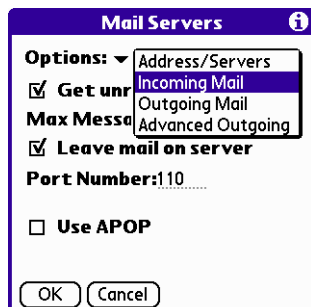 Mail Servers
Options:
Address/Servers
Incoming Mail
Outgoing Mail
Advanced Outgoing
Get unr
Max Messa
Leave mail on server
Port Number:110
Use APOP
OK
Cancel